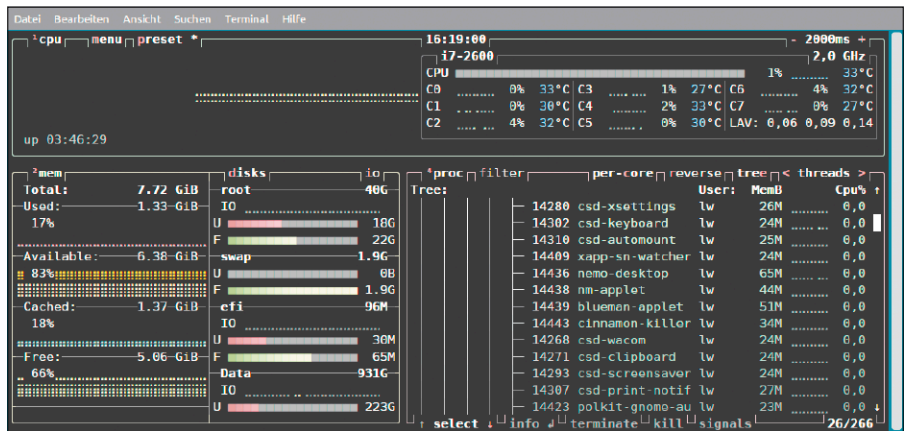 Datei Bearbeiten Ansicht Suchen Terminal Hilfe
¹cpu menu preset * 16:19:00 - 2000ms +
i7-2600 2,0 GHz
CPU 1% 33°C
C0 0% 33°C C3 1% 27°C C6 4% 32°C
C1 0% 30°C C4 2% 33°C C7 0% 27°C
C2 4% 32°C C5 0% 30°C LAV: 0,06 0,09 0,14
up 03:46:29
²mem
Total: 7.72 GiB
Used: 1.33 GiB
17%
Available: 6.38 GiB
83%
Cached: 1.37 GiB
18%
Free: 5.06 GiB
66%
disks io
root 40G
IO
U 18G
F 22G
swap 1.9G
U 0B
F 1.9G
efi 96M
IO
U 30M
F 65M
Data 931G
IO
U 223G
⁴proc filter per-core reverse tree < threads >
Tree: User: MemB Cpu% ↑
14280 csd-xsettings lw 26M 0,0
14302 csd-keyboard lw 24M 0,0
14310 csd-automount lw 25M 0,0
14409 xapp-sn-watcher lw 24M 0,0
14436 nemo-desktop lw 65M 0,0
14438 nm-applet lw 44M 0,0
14439 blueman-applet lw 51M 0,0
14443 cinnamon-killer lw 34M 0,0
14268 csd-wacom lw 24M 0,0
14271 csd-clipboard lw 24M 0,0
14293 csd-screensaver lw 24M 0,0
14307 csd-print-notif lw 27M 0,0
14423 polkit-gnome-au lw 23M 0,0 ↓
↑ select ↓ info ↲ terminate kill signals 26/266